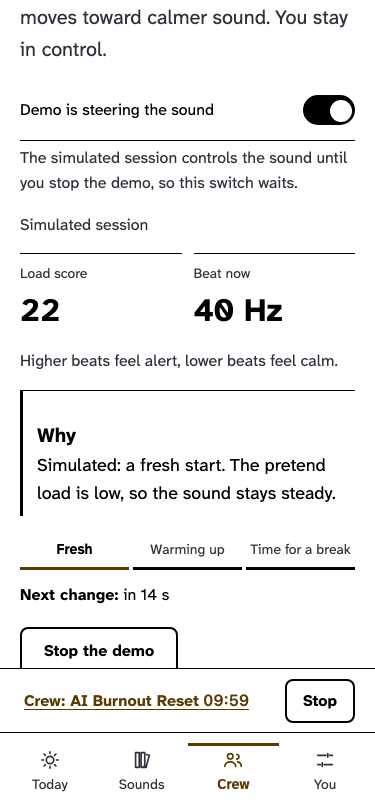 moves toward calmer sound. You stay
in control.
Demo is steering the sound
The simulated session controls the sound until
you stop the demo, so this switch waits.
Simulated session
Load score
22
Beat now
40 Hz
Higher beats feel alert, lower beats feel calm.
Why
Simulated: a fresh start. The pretend
load is low, so the sound stays steady.
Fresh
Warming up
Time for a break
Next change: in 14 s
Stop the demo
Crew: AI Burnout Reset 09:59
Stop
Today
Sounds
Crew
You